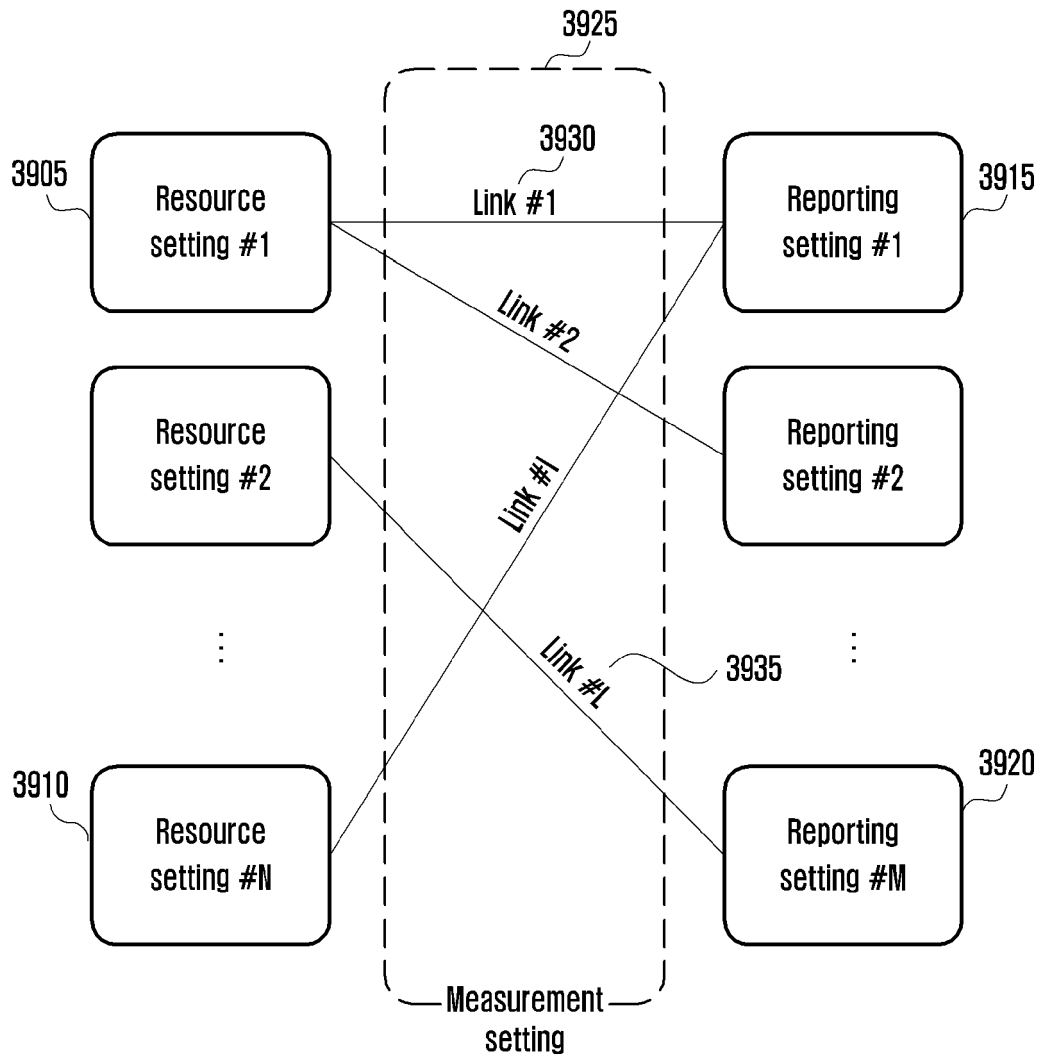 3925
3930
3905
Resource
setting #1
Link #1
Reporting
setting #1
3915
Link #2
Resource
setting #2
Link #l
Reporting
setting #2
⋮
Link #L
3935
⋮
3910
Resource
setting #N
Reporting
setting #M
3920
Measurement
setting